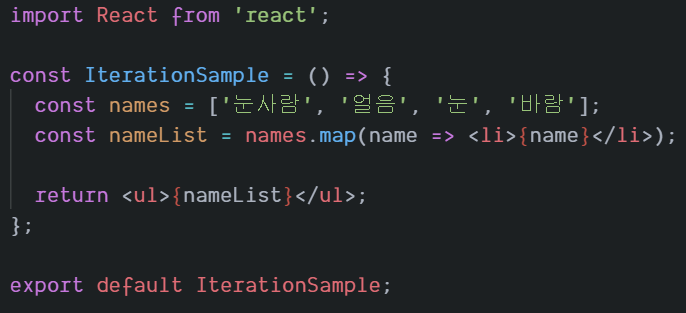 import React from 'react';
const IterationSample = () => {
const names = ['눈사람', '얼음', '눈', '바람'];
const nameList = names.map(name => <li>{name}</li>);
return <ul>{nameList}</ul>;
};
export default IterationSample;